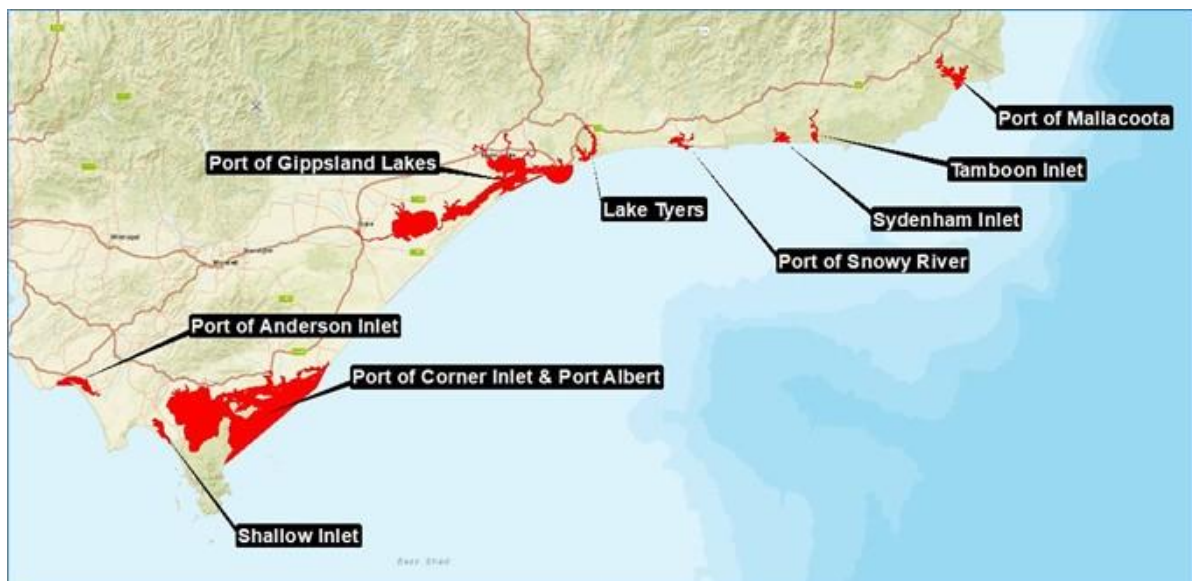 Port of Mallacoota
Port of Gippsland Lakes
Tamboon Inlet
Lake Tyers
Sydenham Inlet
Port of Snowy River
Port of Anderson Inlet
Port of Corner Inlet & Port Albert
Shallow Inlet